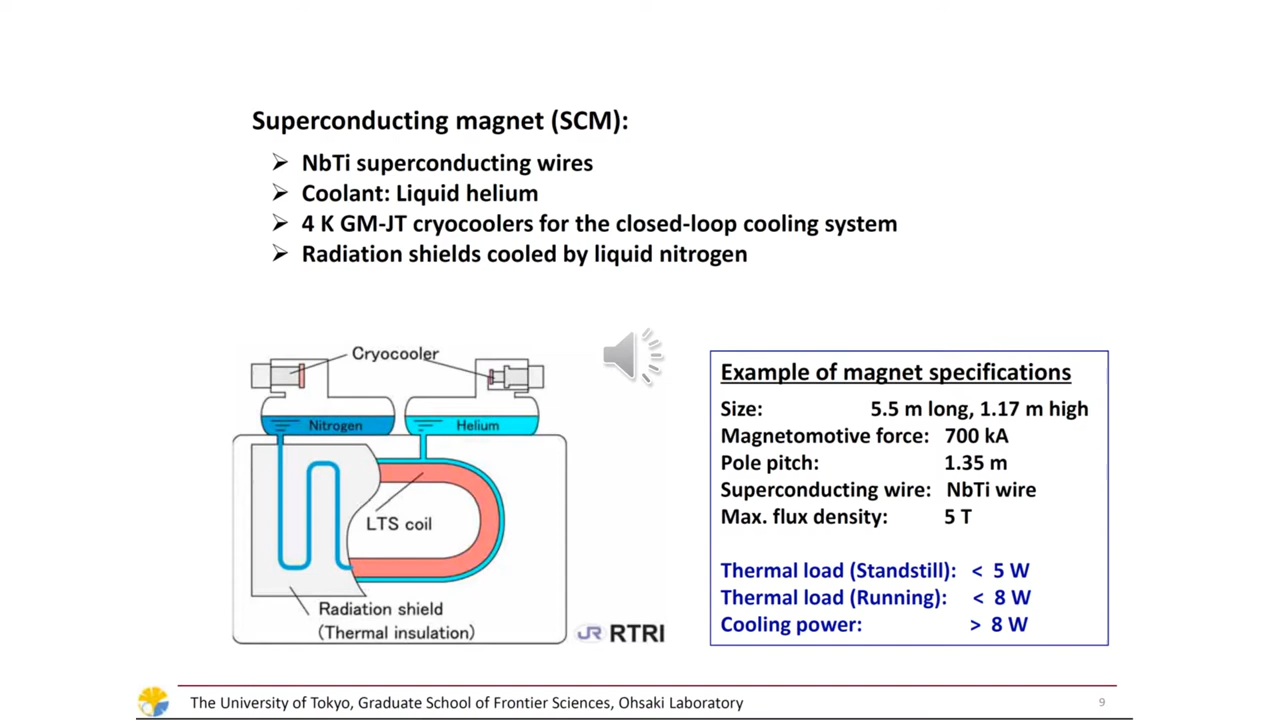 Superconducting magnet (SCM):
➢ NbTi superconducting wires
➢ Coolant: Liquid helium
➢ 4 K GM-JT cryocoolers for the closed-loop cooling system
➢ Radiation shields cooled by liquid nitrogen
Cryocooler
Nitrogen
Helium
LTS coil
Radiation shield
(Thermal insulation)
JR RTRI
Example of magnet specifications
Size: 5.5 m long, 1.17 m high
Magnetomotive force: 700 kA
Pole pitch: 1.35 m
Superconducting wire: NbTi wire
Max. flux density: 5 T
Thermal load (Standstill): < 5 W
Thermal load (Running): < 8 W
Cooling power: > 8 W
The University of Tokyo, Graduate School of Frontier Sciences, Ohsaki Laboratory
9